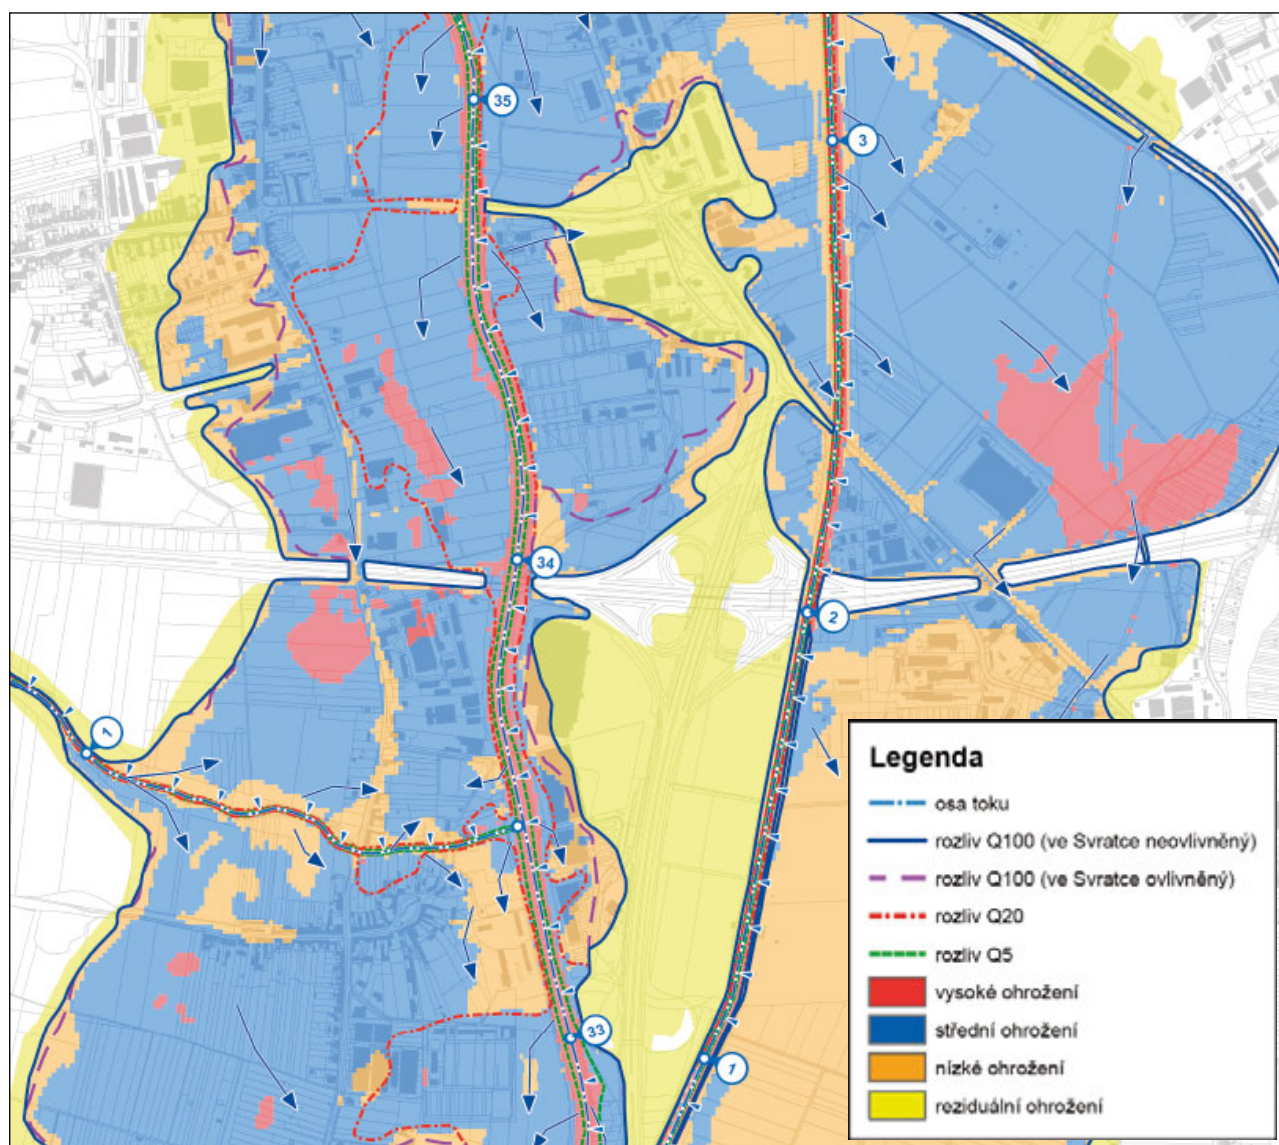 35
3
34
2
1
33
1
Legenda
osa toku
rozliv Q100 (ve Svratce neovlivněný)
rozliv Q100 (ve Svratce ovlivněný)
rozliv Q20
rozliv Q5
vysoké ohrožení
střední ohrožení
nízké ohrožení
reziduální ohrožení